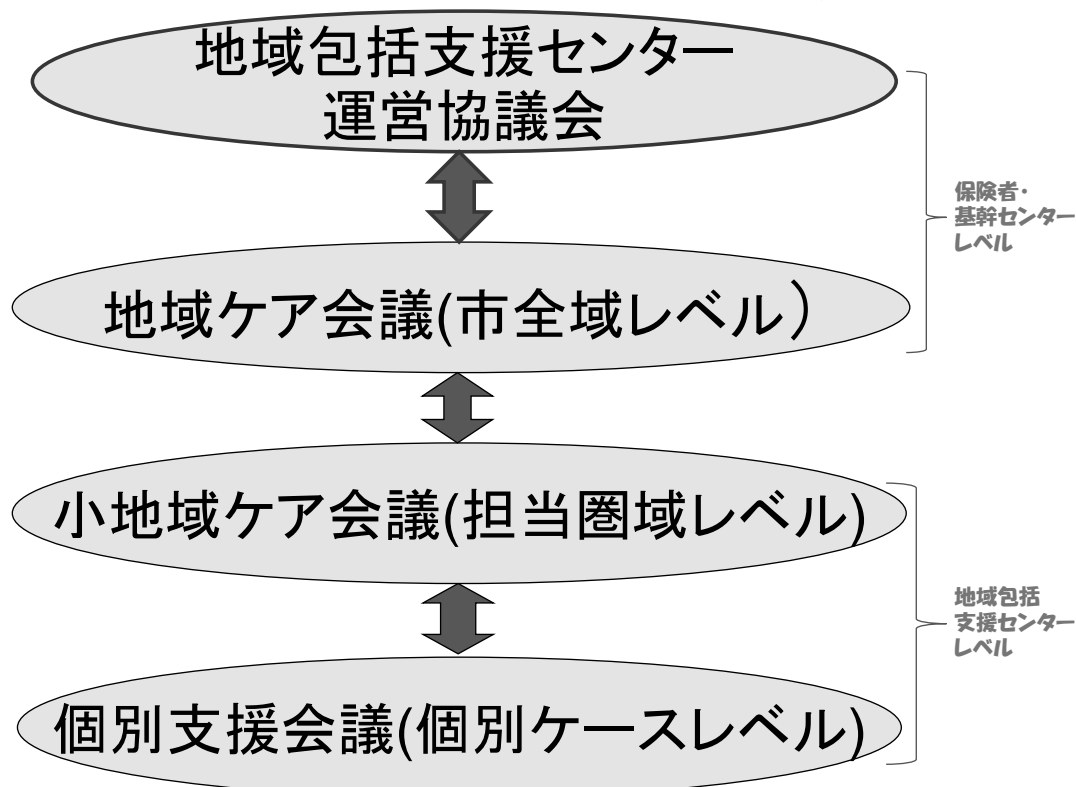 地域包括支援センター
運営協議会
保険者・
基幹センター
レベル
地域ケア会議(市全域レベル）
小地域ケア会議(担当圏域レベル)
地域包括
支援センター
レベル
個別支援会議(個別ケースレベル)